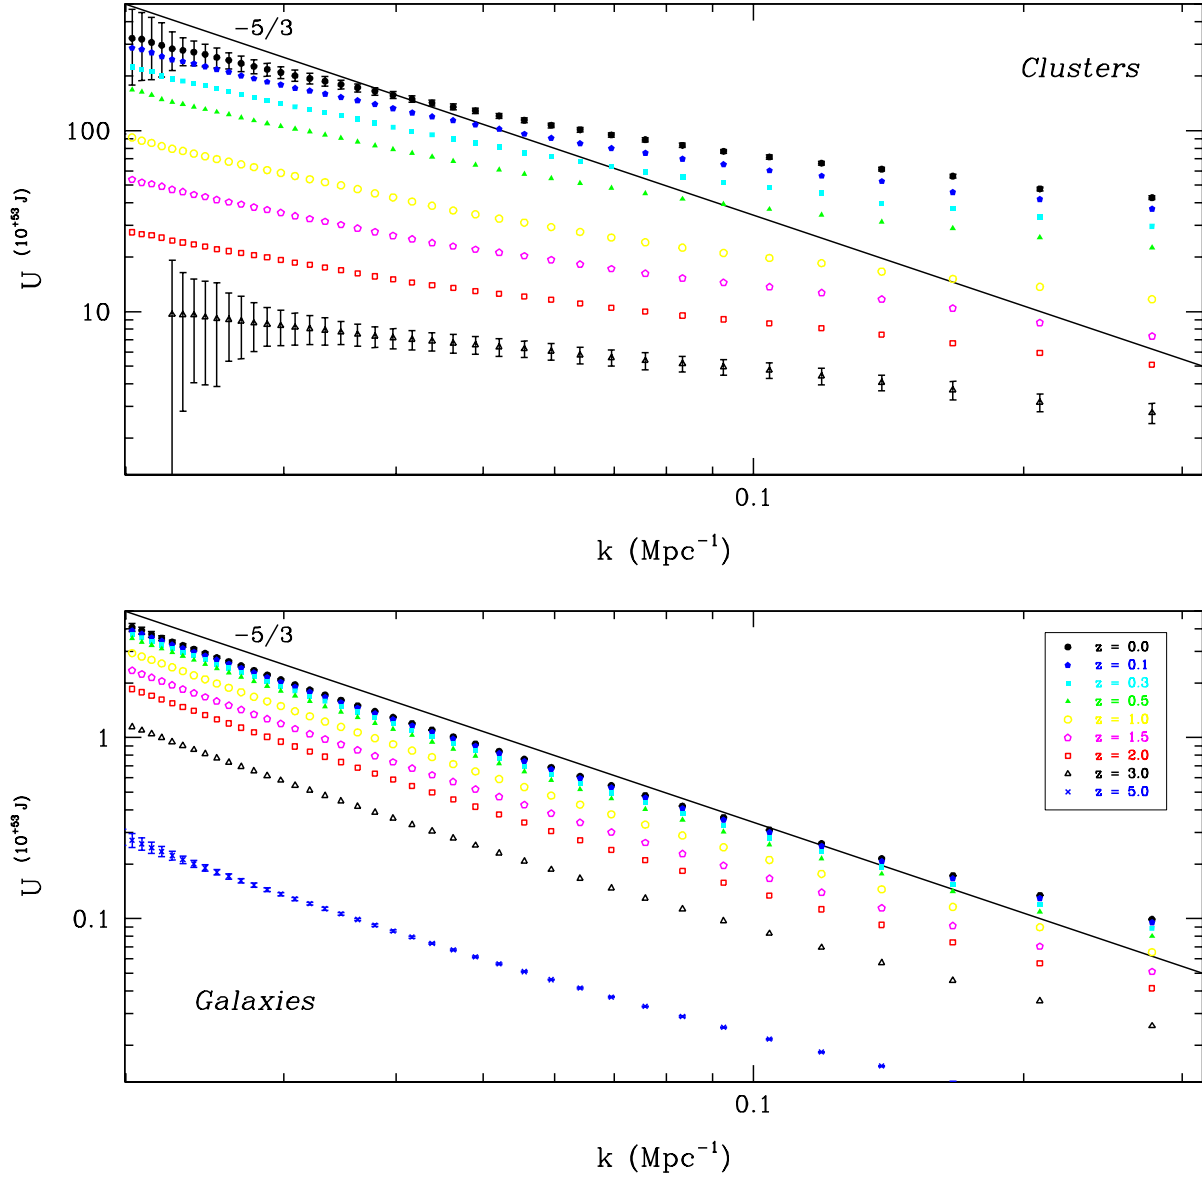 −5/3
Clusters
100
10
U (10⁺⁵³ J)
0.1
k (Mpc⁻¹)
−5/3
z = 0.0
z = 0.1
z = 0.3
z = 0.5
z = 1.0
z = 1.5
z = 2.0
z = 3.0
z = 5.0
1
0.1
U (10⁺⁵³ J)
Galaxies
0.1
k (Mpc⁻¹)